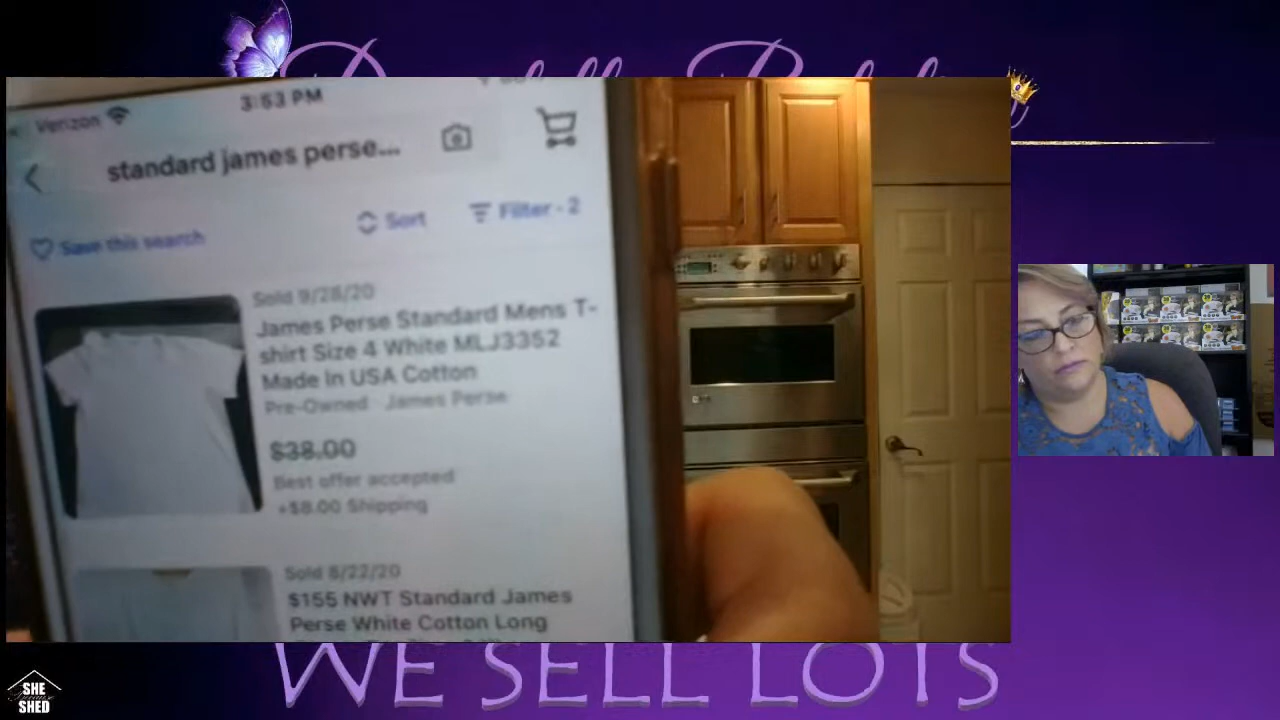 3:53 PM
Verizon
standard james perse...
Sort
Filter - 2
Save this search
Sold 9/28/20
James Perse Standard Mens T-
shirt Size 4 White MLJ3352
Made In USA Cotton
Pre-Owned · James Perse
$38.00
Best offer accepted
+$8.00 Shipping
Sold 8/22/20
$155 NWT Standard James
Perse White Cotton Long
WE SELL LOTS
SHE
SHED